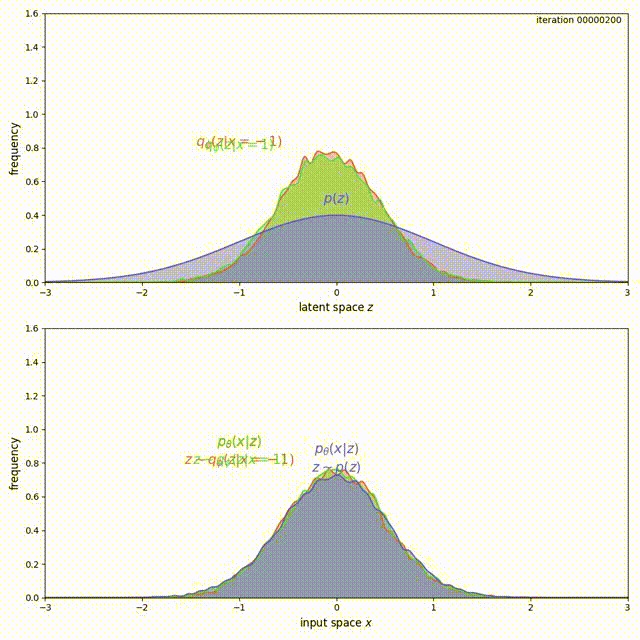 iteration 00000200
1.6
1.4
1.2
1.0
0.8
0.6
0.4
0.2
0.0
frequency
p(z)
−3 −2 −1 0 1 2 3
latent space z
1.6
1.4
1.2
1.0
0.8
0.6
0.4
0.2
0.0
frequency
pθ(x|z)
pθ(x|z)
z ~ p(z)
−3 −2 −1 0 1 2 3
input space x